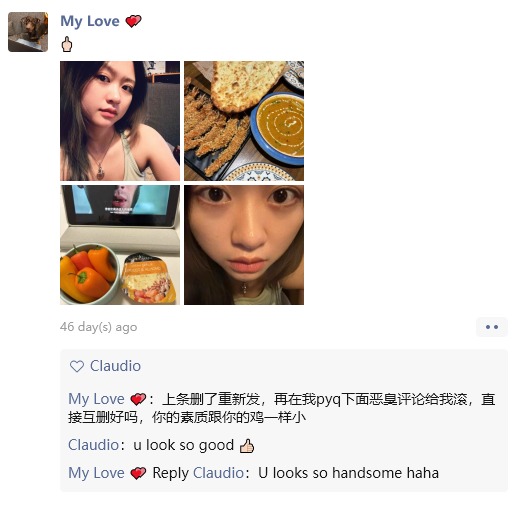 My Love 💕
🖕🏻
46 day(s) ago
Claudio
My Love 💕：上条删了重新发，再在我pyq下面恶臭评论给我滚，直
接互删好吗，你的素质跟你的鸡一样小
Claudio：u look so good 👍🏻
My Love 💕 Reply Claudio：U looks so handsome haha